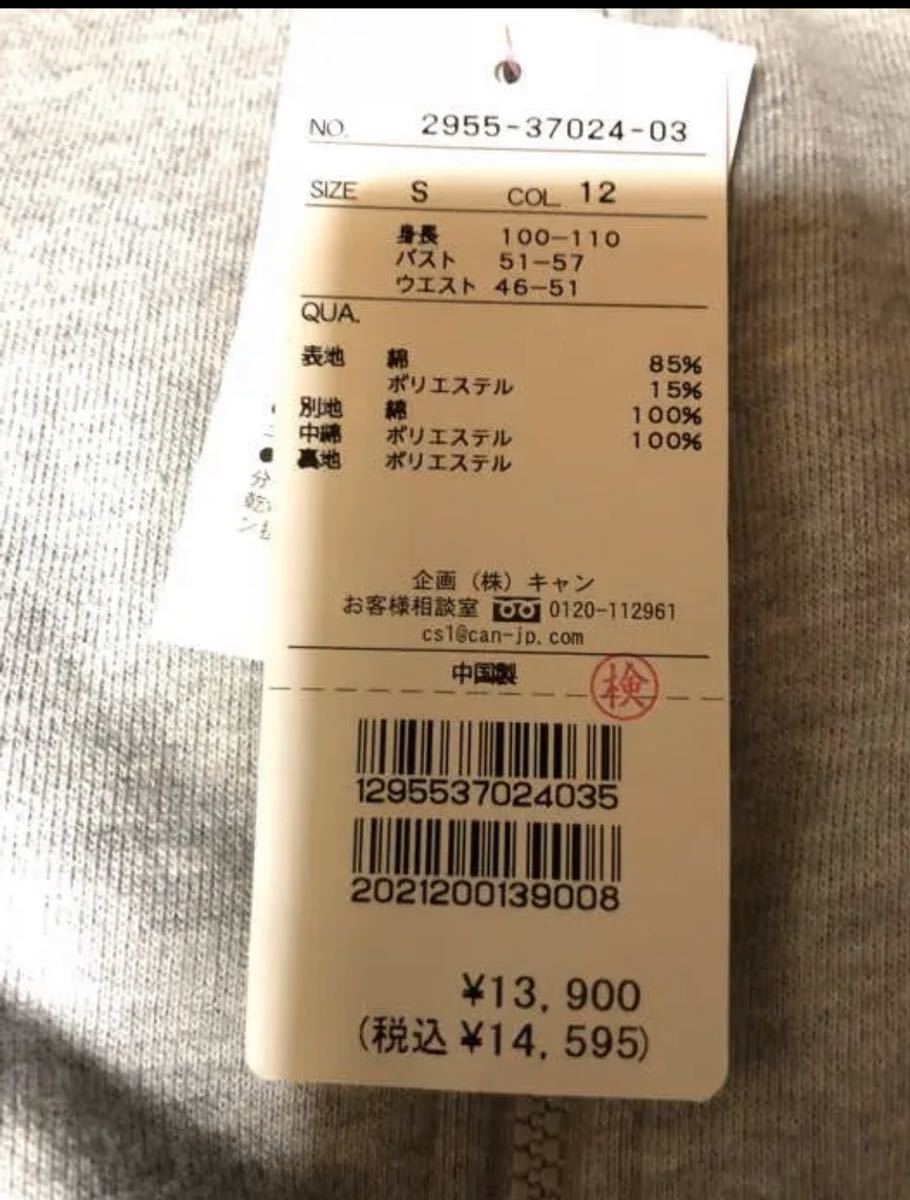 NO. 2955-37024-03
SIZE S COL. 12
身長 100-110
バスト 51-57
ウエスト 46-51
QUA.
表地 綿 85%
ポリエステル 15%
別地 綿 100%
中綿 ポリエステル 100%
裏地 ポリエステル
企画（株）キャン
お客様相談室 0120-112961
cs1@can-jp.com
中国製
検
1295537024035
2021200139008
¥13,900
(税込 ¥14,595)
分
乾
ンも